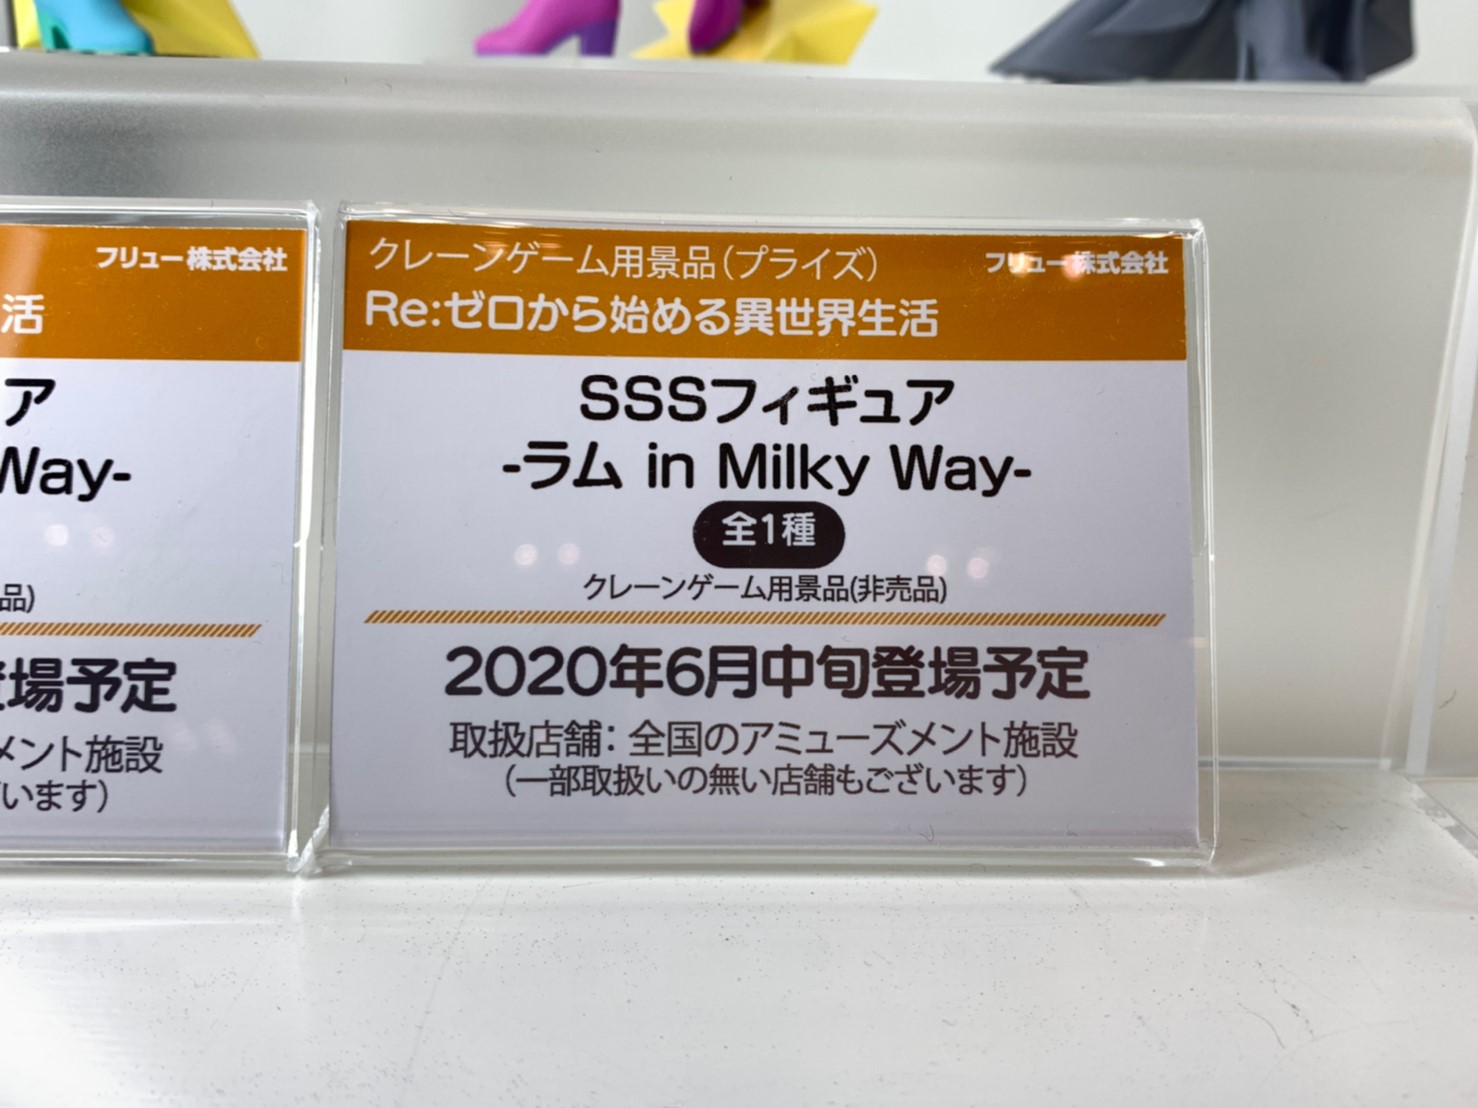 フリュー株式会社
活
ア
Way-
品)
登場予定
メント施設
います)
クレーンゲーム用景品(プライズ)
フリュー株式会社
Re:ゼロから始める異世界生活
SSSフィギュア
-ラム in Milky Way-
全1種
クレーンゲーム用景品(非売品)
2020年6月中旬登場予定
取扱店舗：全国のアミューズメント施設
(一部取扱いの無い店舗もございます)